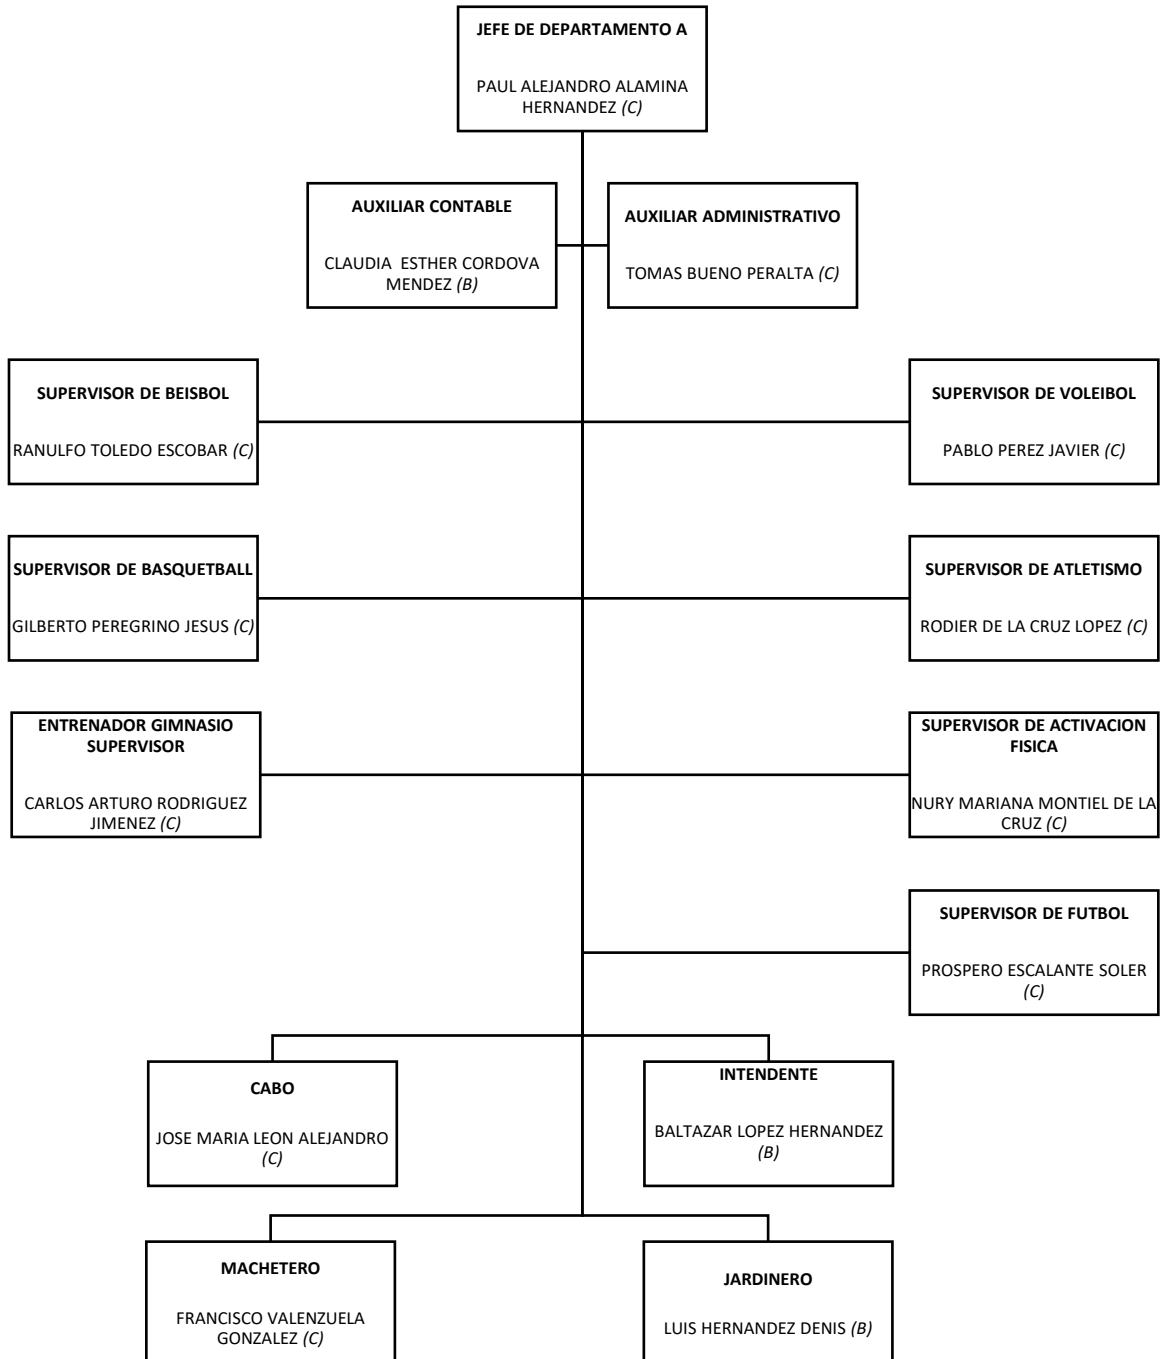 JEFE DE DEPARTAMENTO A
PAUL ALEJANDRO ALAMINA
HERNANDEZ (C)
AUXILIAR CONTABLE
CLAUDIA  ESTHER CORDOVA
MENDEZ (B)
AUXILIAR ADMINISTRATIVO
TOMAS BUENO PERALTA (C)
SUPERVISOR DE BEISBOL
RANULFO TOLEDO ESCOBAR (C)
SUPERVISOR DE VOLEIBOL
PABLO PEREZ JAVIER (C)
SUPERVISOR DE BASQUETBALL
GILBERTO PEREGRINO JESUS (C)
SUPERVISOR DE ATLETISMO
RODIER DE LA CRUZ LOPEZ (C)
ENTRENADOR GIMNASIO
SUPERVISOR
CARLOS ARTURO RODRIGUEZ
JIMENEZ (C)
SUPERVISOR DE ACTIVACION
FISICA
NURY MARIANA MONTIEL DE LA
CRUZ (C)
SUPERVISOR DE FUTBOL
PROSPERO ESCALANTE SOLER
(C)
CABO
JOSE MARIA LEON ALEJANDRO
(C)
INTENDENTE
BALTAZAR LOPEZ HERNANDEZ
(B)
MACHETERO
FRANCISCO VALENZUELA
GONZALEZ (C)
JARDINERO
LUIS HERNANDEZ DENIS (B)